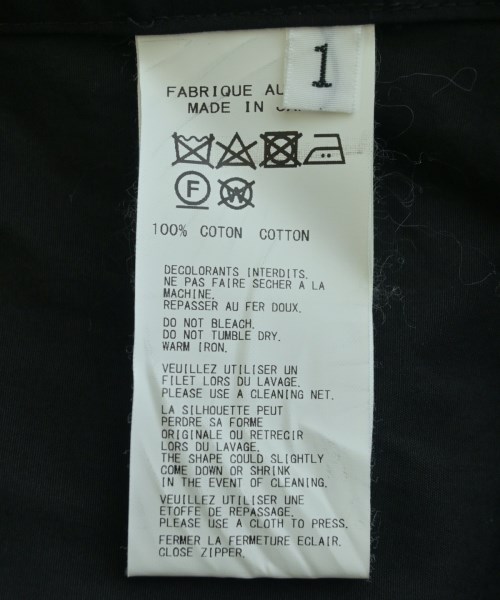 1
FABRIQUE AU
MADE IN
F
W
100% COTON COTTON
DECOLORANTS INTERDITS.
NE PAS FAIRE SECHER A LA
MACHINE.
REPASSER AU FER DOUX.
DO NOT BLEACH.
DO NOT TUMBLE DRY.
WARM IRON.
VEUILLEZ UTILISER UN
FILET LORS DU LAVAGE.
PLEASE USE A CLEANING NET.
LA SILHOUETTE PEUT
PERDRE SA FORME
ORIGINALE OU RETRECIR
LORS DU LAVAGE.
THE SHAPE COULD SLIGHTLY
COME DOWN OR SHRINK
IN THE EVENT OF CLEANING.
VEUILLEZ UTILISER UNE
ETOFFE DE REPASSAGE.
PLEASE USE A CLOTH TO PRESS.
FERMER LA FERMETURE ECLAIR.
CLOSE ZIPPER.